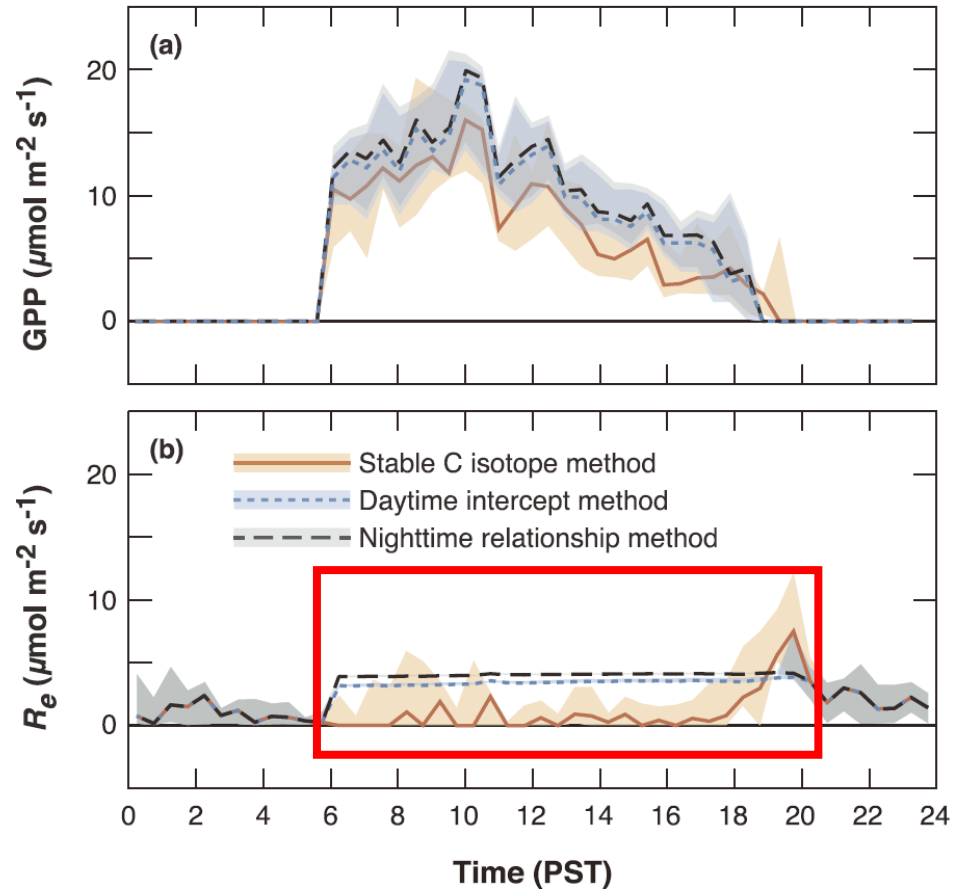 (a)
20
10
0
GPP (µmol m⁻² s⁻¹)
(b)
Stable C isotope method
Daytime intercept method
Nighttime relationship method
20
10
0
Rₑ (µmol m⁻² s⁻¹)
0 2 4 6 8 10 12 14 16 18 20 22 24
Time (PST)